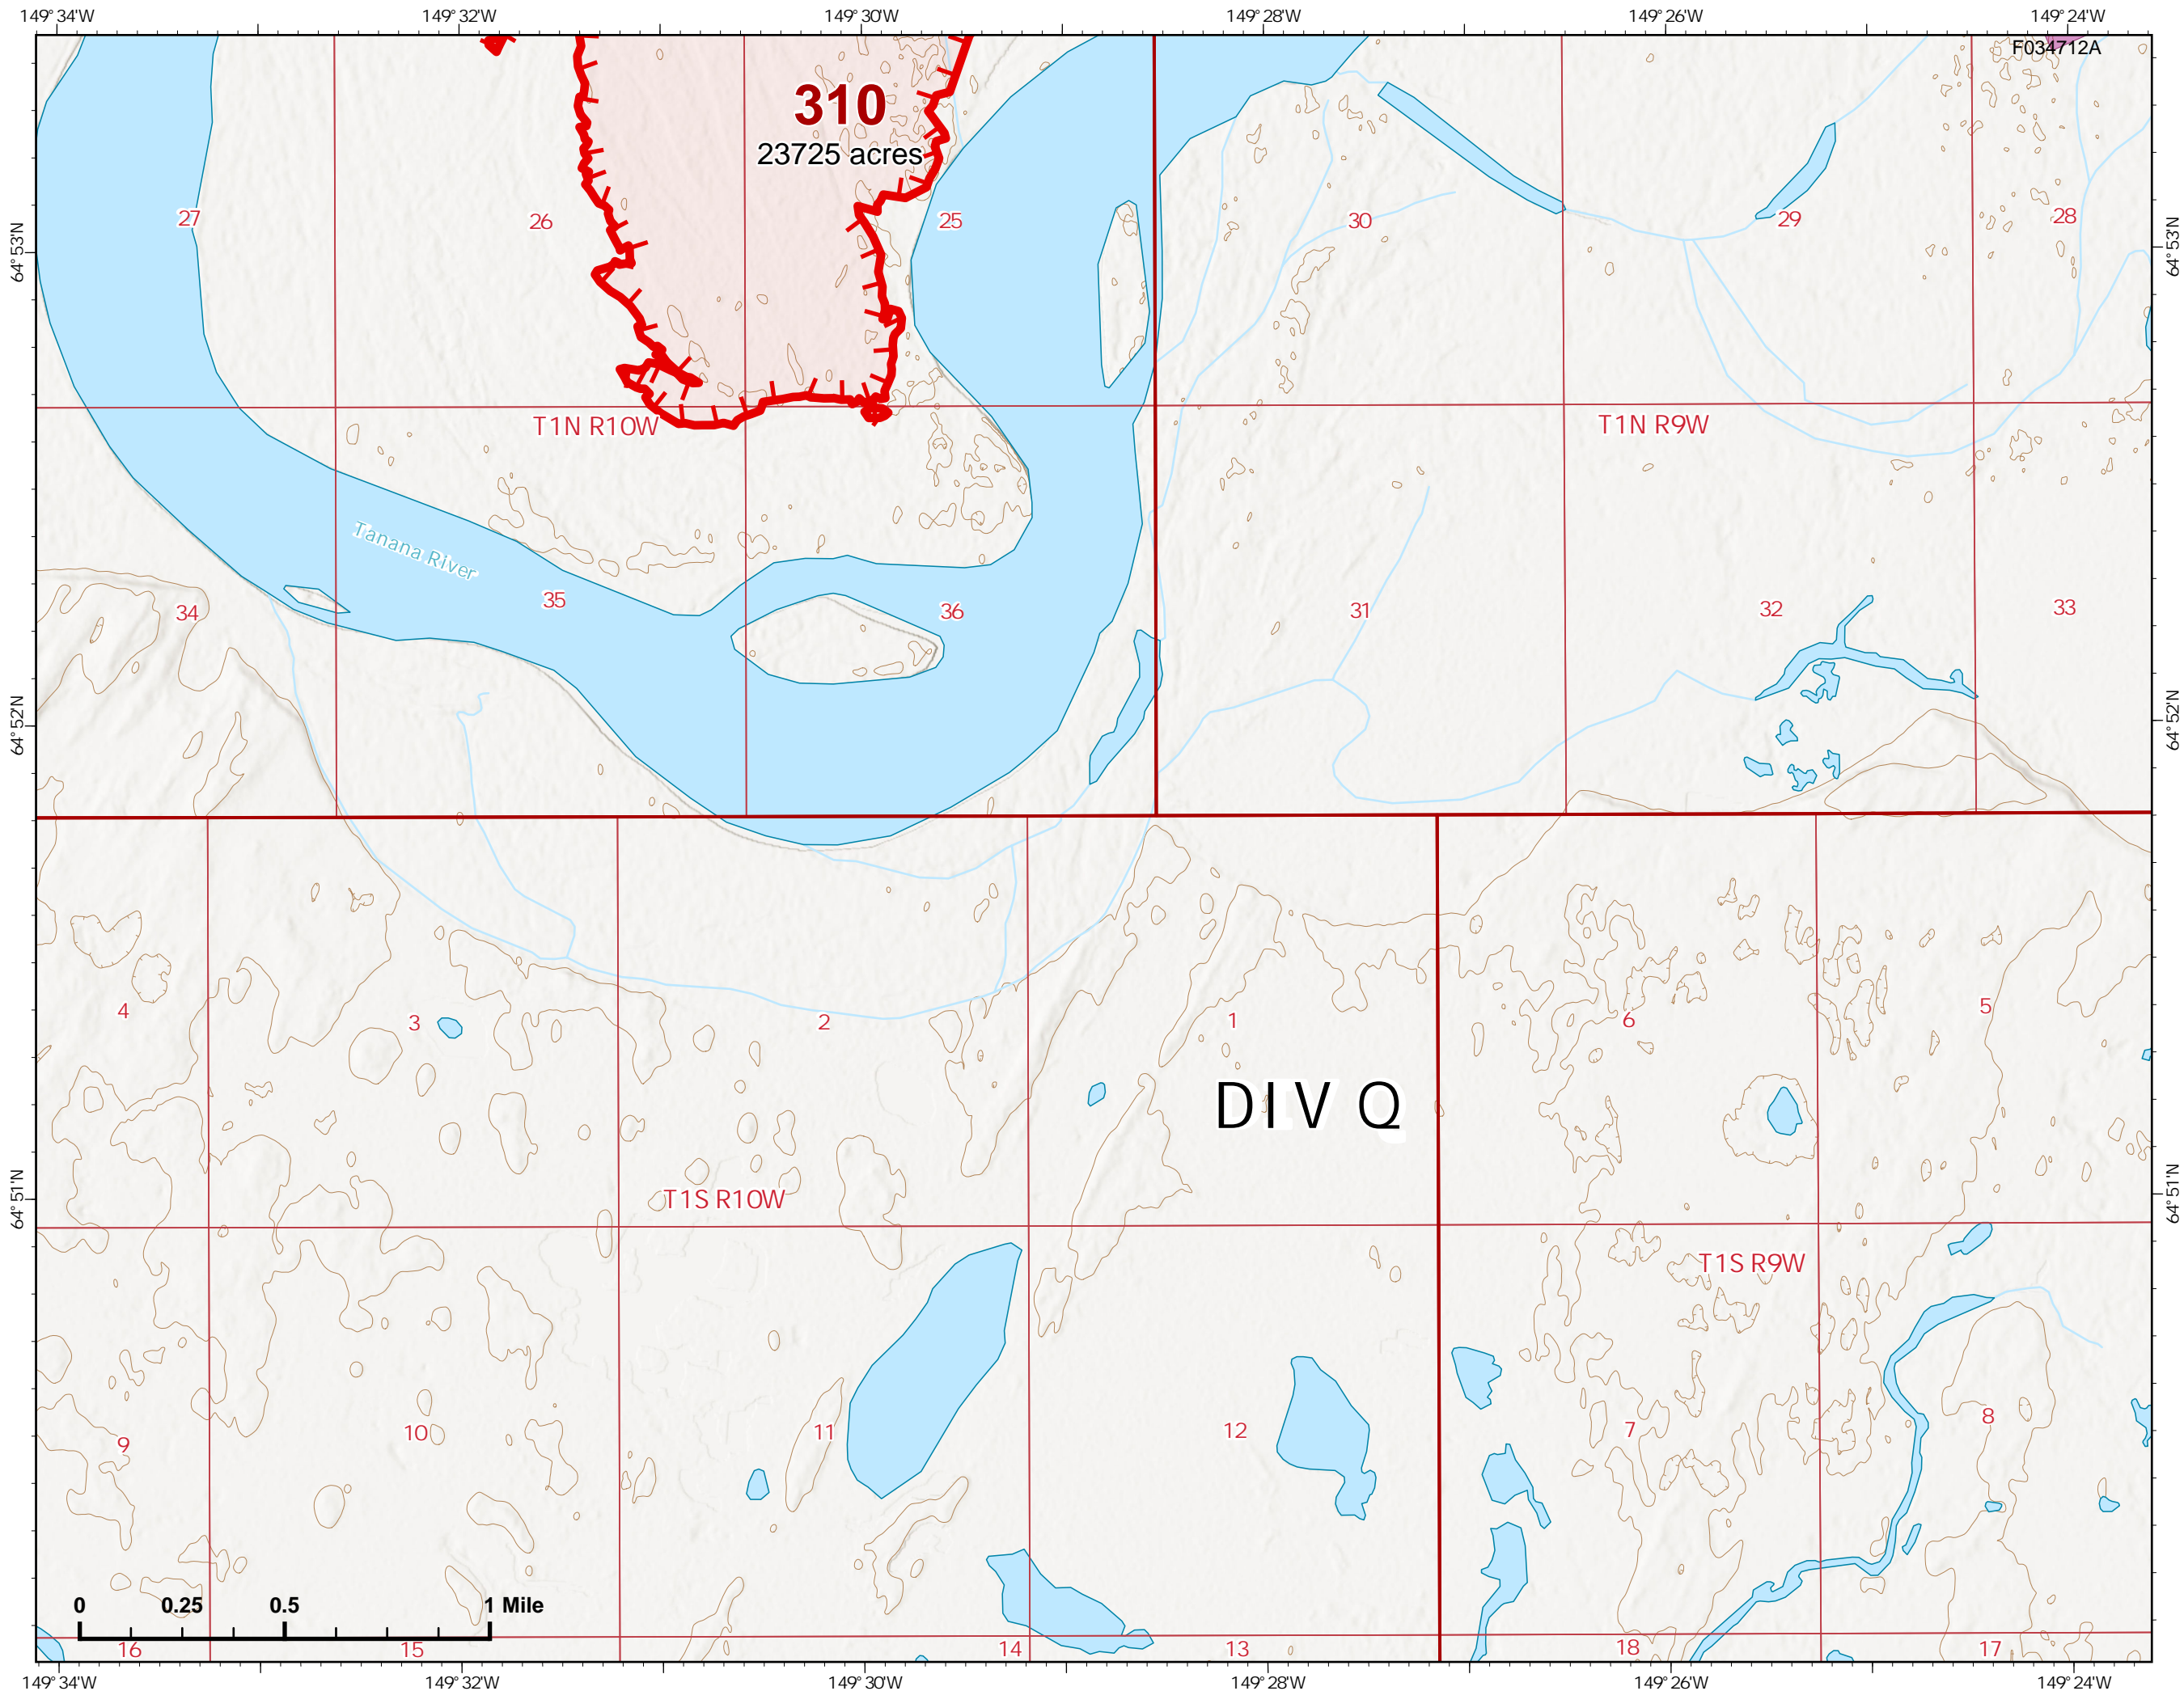 149°34'W 149°32'W 149°30'W 149°28'W 149°26'W 149°24'W
F034712A
310
23725 acres
27 26 25 30 29 28
64°53'N 64°53'N
T1N R10W T1N R9W
Tanana River
34 35 36 31 32 33
64°52'N 64°52'N
4 3 2 1 6 5
DIV Q
64°51'N 64°51'N
T1S R10W
T1S R9W
9 10 11 12 7 8
0 0.25 0.5 1 Mile
16 15 14 13 18 17
149°34'W 149°32'W 149°30'W 149°28'W 149°26'W 149°24'W